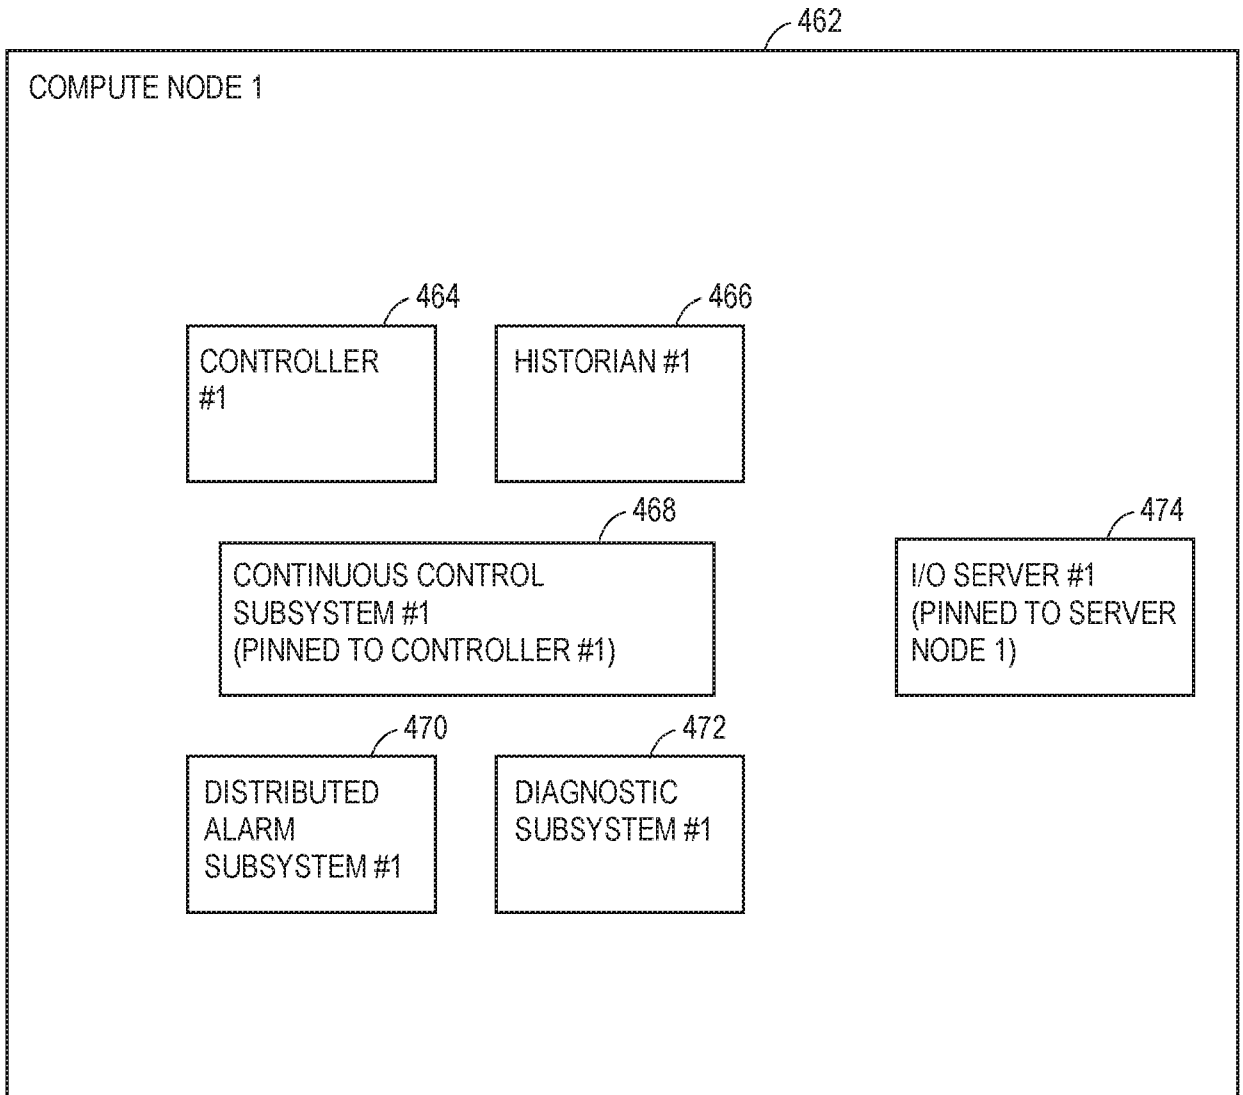 462
COMPUTE NODE 1
464
466
CONTROLLER
#1
HISTORIAN #1
468
474
CONTINUOUS CONTROL
SUBSYSTEM #1
(PINNED TO CONTROLLER #1)
I/O SERVER #1
(PINNED TO SERVER
NODE 1)
470
472
DISTRIBUTED
ALARM
SUBSYSTEM #1
DIAGNOSTIC
SUBSYSTEM #1